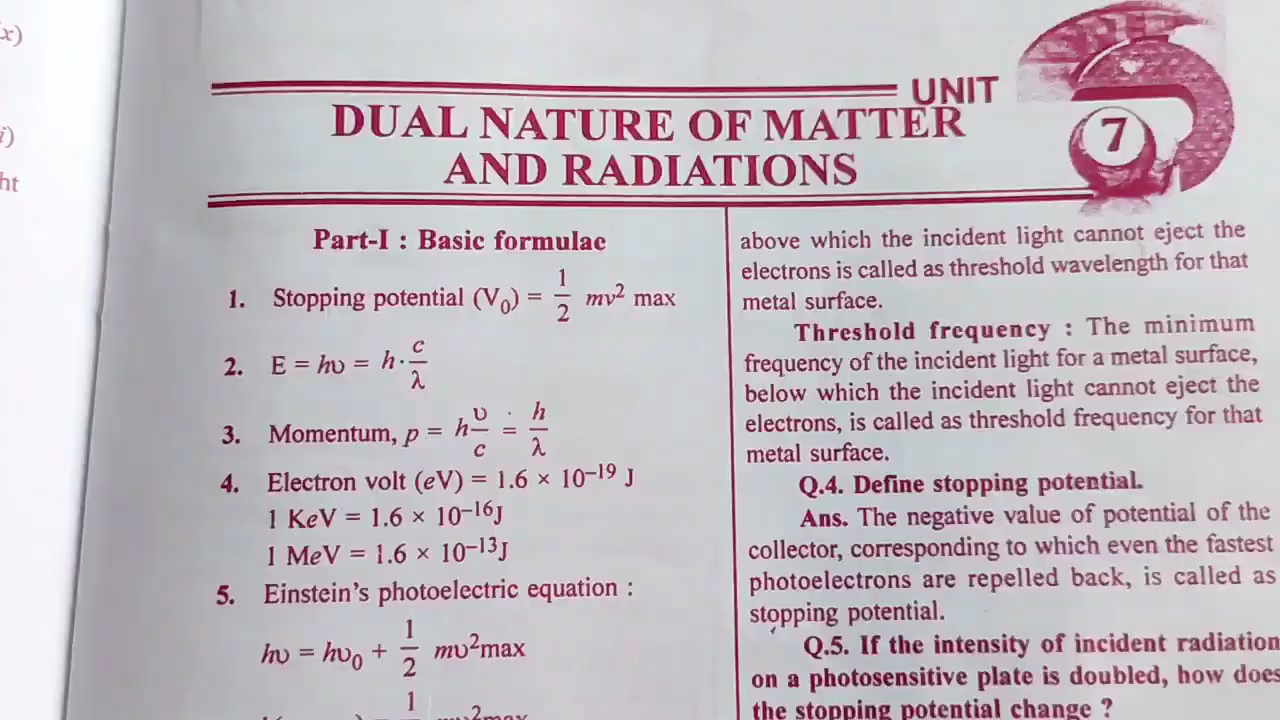 x)
i)
ht
UNIT
7
DUAL NATURE OF MATTER
AND RADIATIONS
Part-I : Basic formulae
1. Stopping potential (V₀) = 1/2 mv² max
2. E = hυ = h·c/λ
3. Momentum, p = hυ/c = h/λ
4. Electron volt (eV) = 1.6 × 10⁻¹⁹ J
1 KeV = 1.6 × 10⁻¹⁶J
1 MeV = 1.6 × 10⁻¹³J
5. Einstein's photoelectric equation :
hυ = hυ₀ + 1/2 mυ²max
above which the incident light cannot eject the
electrons is called as threshold wavelength for that
metal surface.
Threshold frequency : The minimum
frequency of the incident light for a metal surface,
below which the incident light cannot eject the
electrons, is called as threshold frequency for that
metal surface.
Q.4. Define stopping potential.
Ans. The negative value of potential of the
collector, corresponding to which even the fastest
photoelectrons are repelled back, is called as
stopping potential.
Q.5. If the intensity of incident radiation
on a photosensitive plate is doubled, how does
the stopping potential change ?